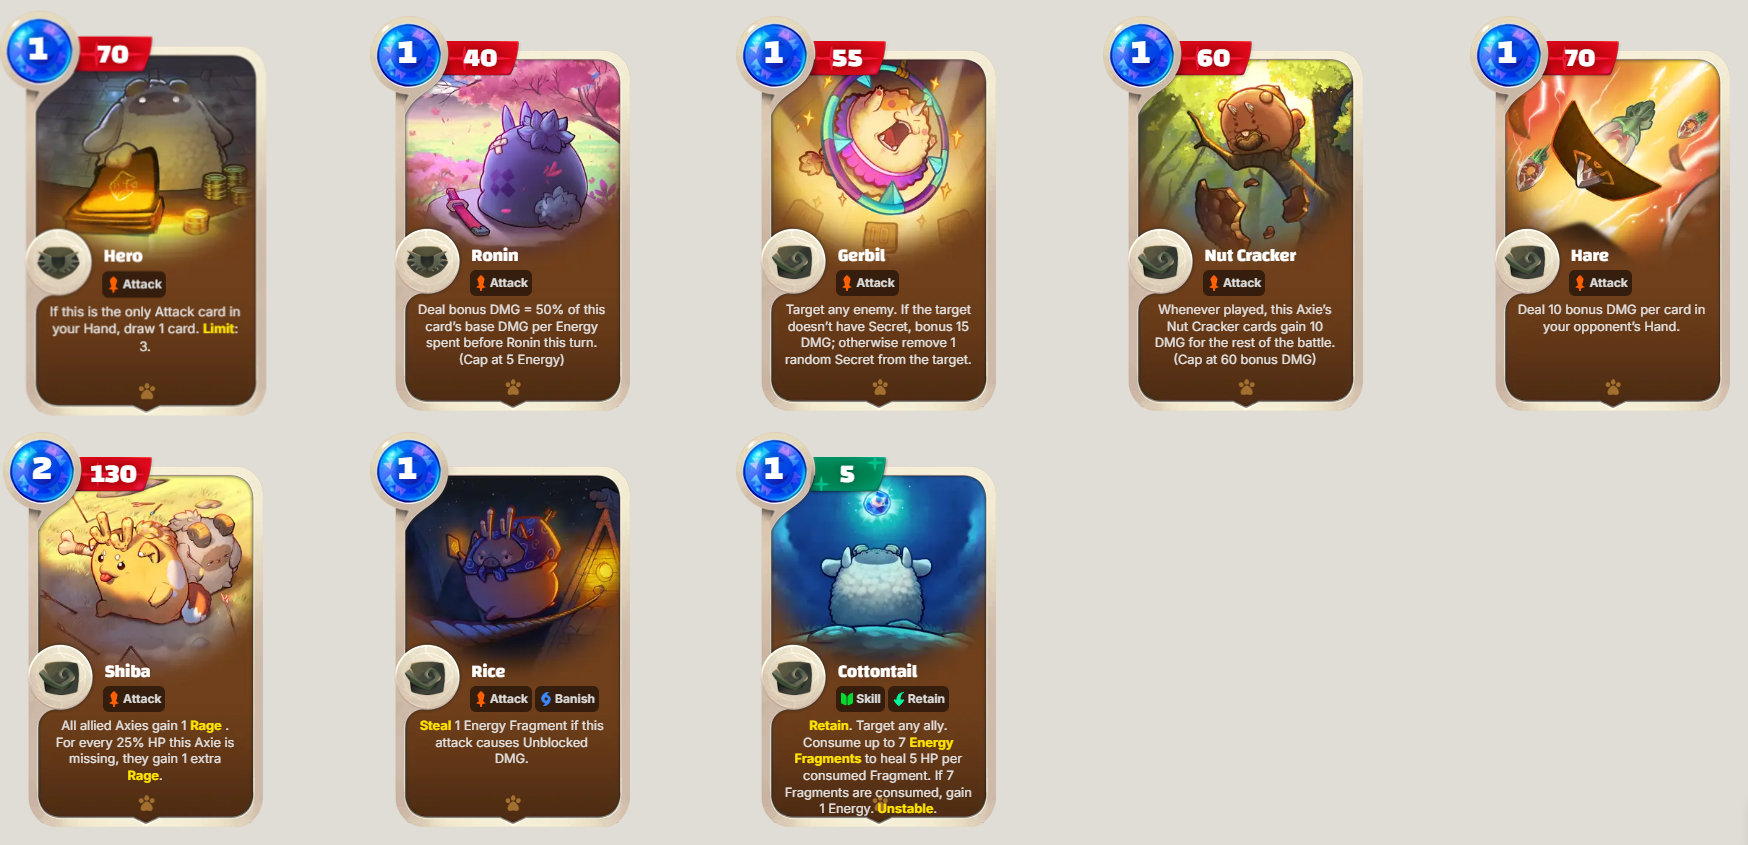 1
70
Hero
Attack
If this is the only Attack card in
your Hand, draw 1 card. Limit:
3.
1
40
Ronin
Attack
Deal bonus DMG = 50% of this
card's base DMG per Energy
spent before Ronin this turn.
(Cap at 5 Energy)
1
55
Gerbil
Attack
Target any enemy. If the target
doesn't have Secret, bonus 15
DMG; otherwise remove 1
random Secret from the target.
1
60
Nut Cracker
Attack
Whenever played, this Axie's
Nut Cracker cards gain 10
DMG for the rest of the battle.
(Cap at 60 bonus DMG)
1
70
Hare
Attack
Deal 10 bonus DMG per card in
your opponent's Hand.
2
130
Shiba
Attack
All allied Axies gain 1 Rage .
For every 25% HP this Axie is
missing, they gain 1 extra
Rage.
1
Rice
Attack Banish
Steal 1 Energy Fragment if this
attack causes Unblocked
DMG.
1
5
Cottontail
Skill Retain
Retain. Target any ally.
Consume up to 7 Energy
Fragments to heal 5 HP per
consumed Fragment. If 7
Fragments are consumed, gain
1 Energy. Unstable.